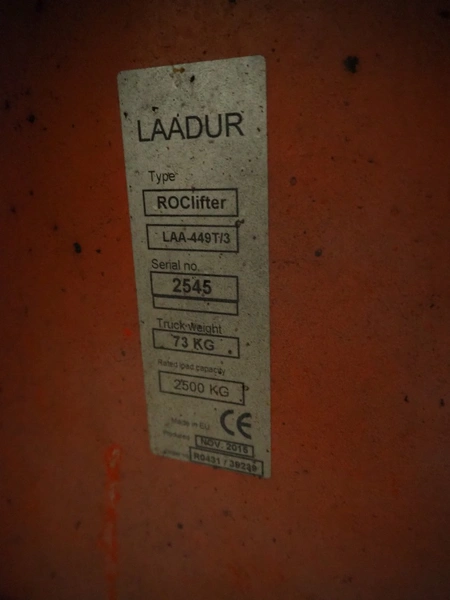 LAADUR
Type
ROClifter
LAA-449T/3
Serial no.
2545
Truck weight
73 KG
Rated load capacity
2500 KG
Made in EU
CE
NOV. 2016